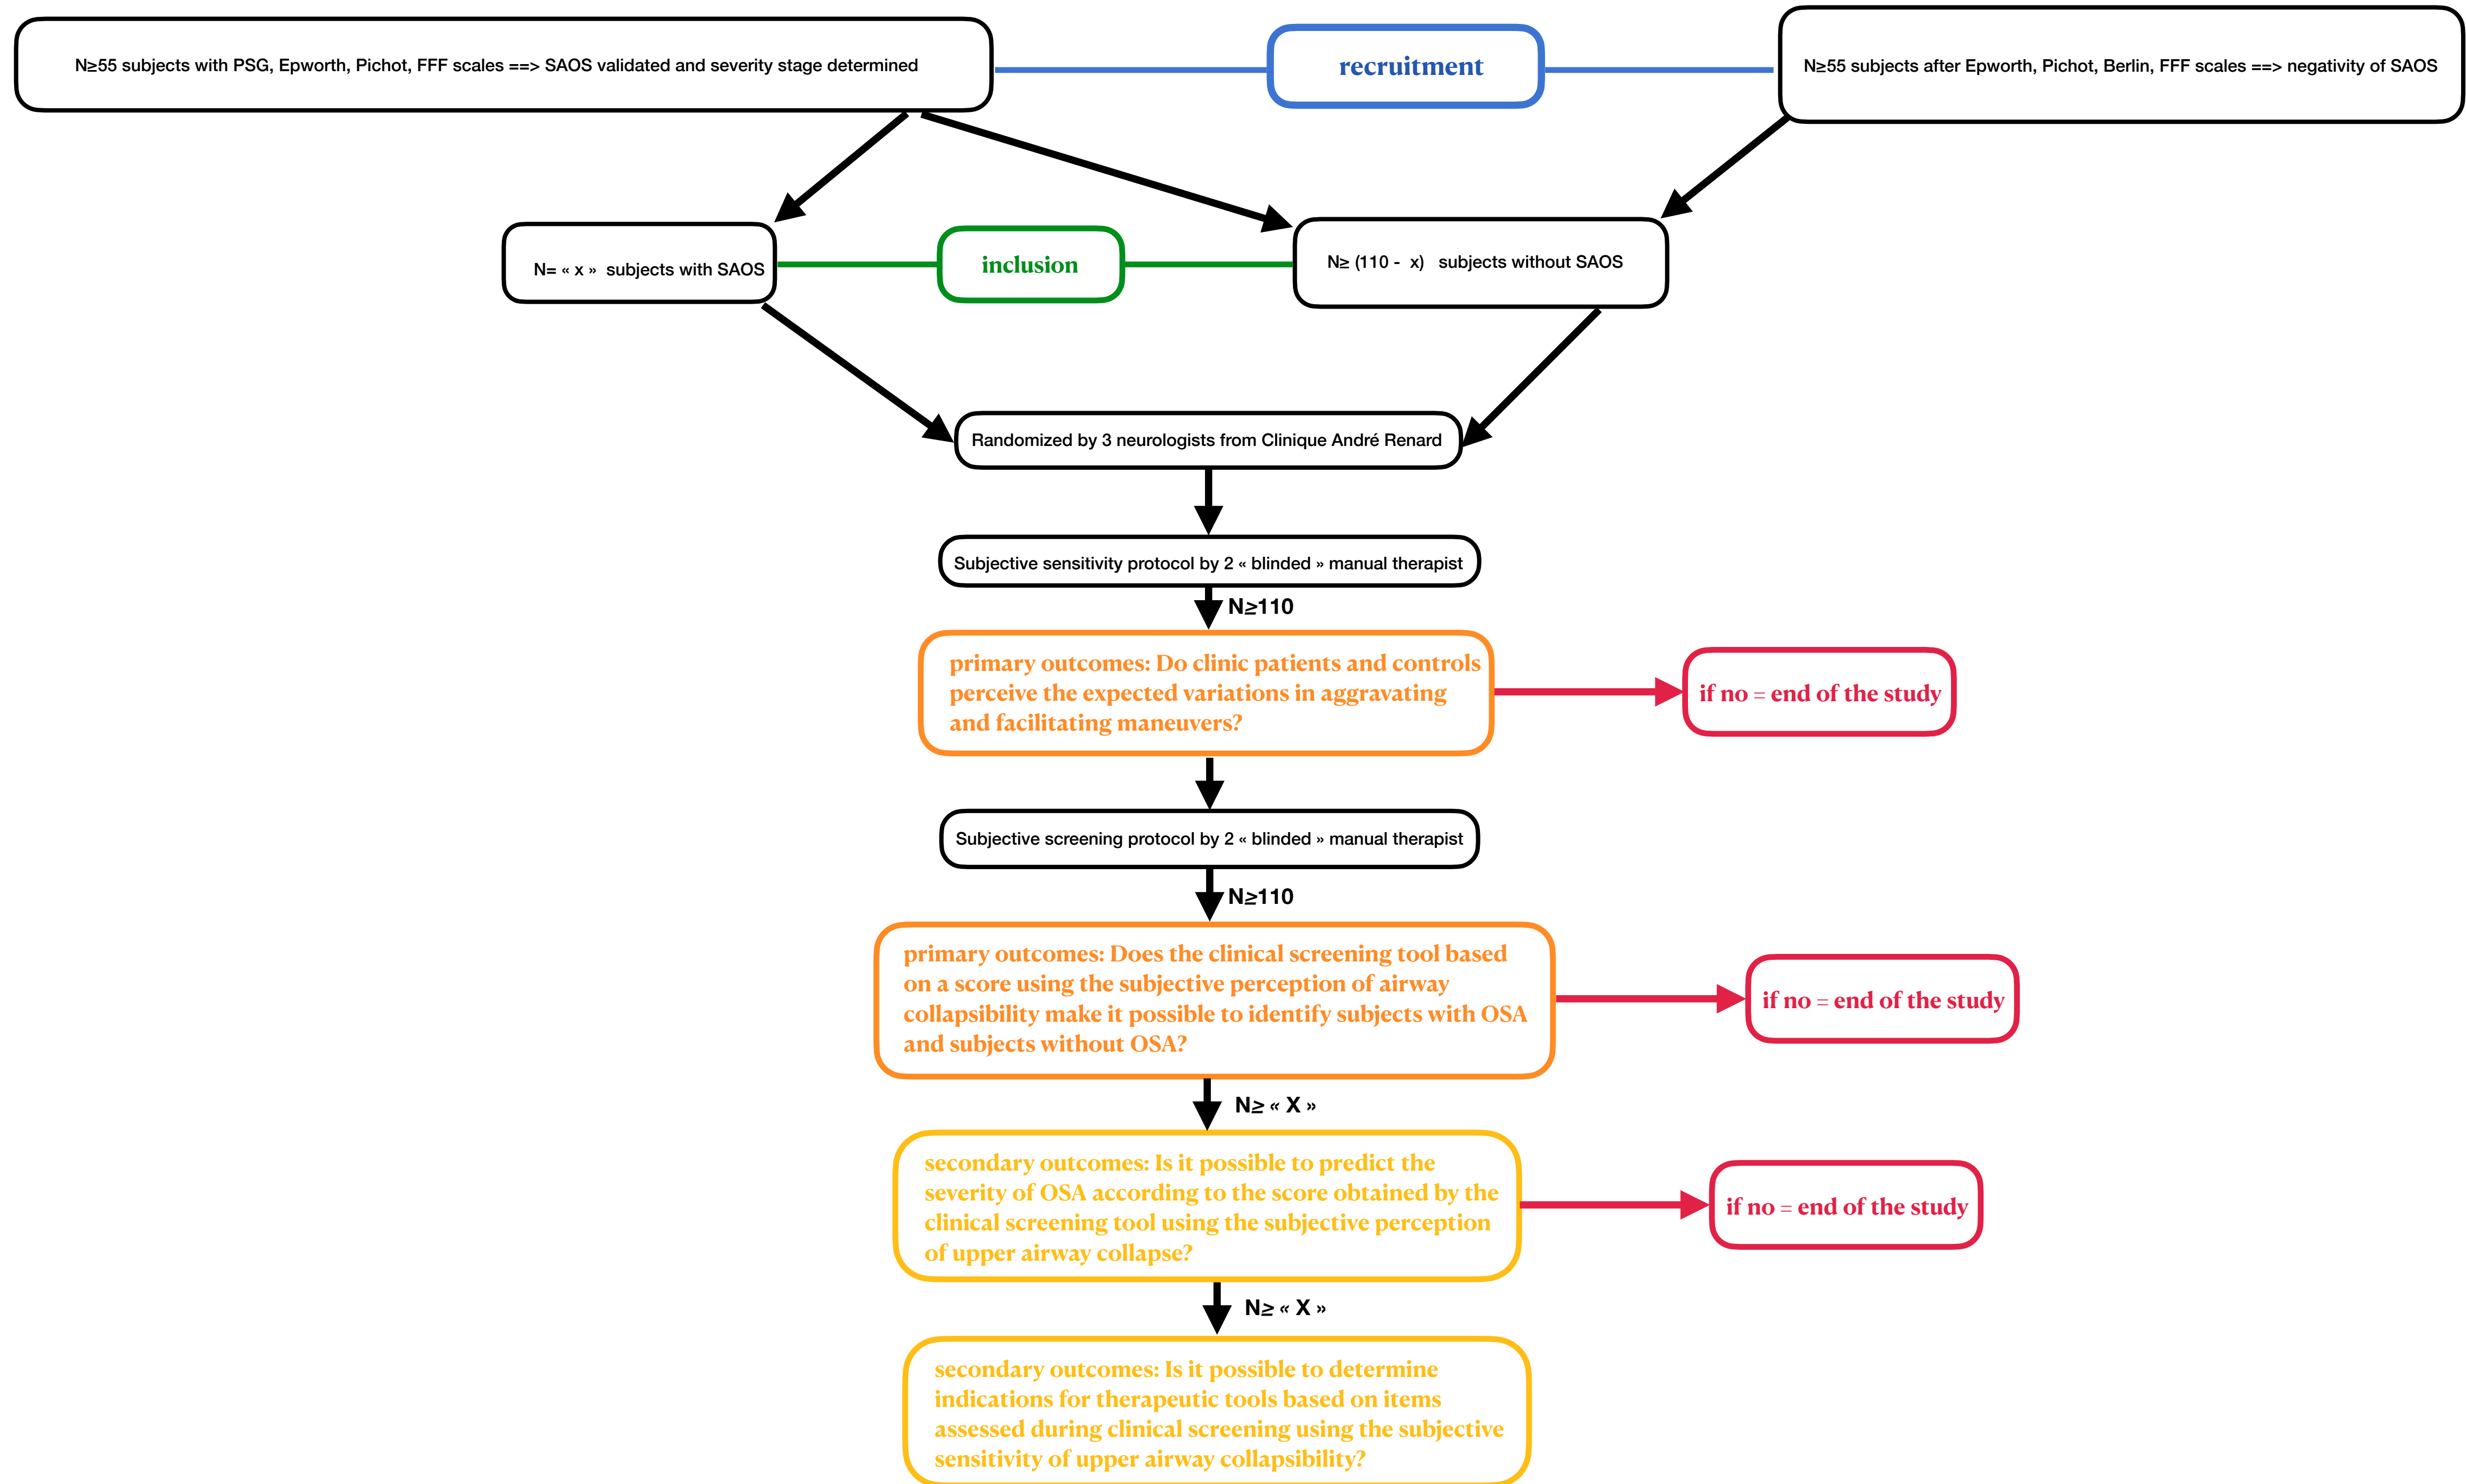 N≥55 subjects with PSG, Epworth, Pichot, FFF scales ==> SAOS validated and severity stage determined
recruitment
N≥55 subjects after Epworth, Pichot, Berlin, FFF scales ==> negativity of SAOS
N= « x »  subjects with SAOS
inclusion
N≥ (110 -  x)   subjects without SAOS
Randomized by 3 neurologists from Clinique André Renard
Subjective sensitivity protocol by 2 « blinded » manual therapist
N≥110
primary outcomes: Do clinic patients and controls
perceive the expected variations in aggravating
and facilitating maneuvers?
if no = end of the study
Subjective screening protocol by 2 « blinded » manual therapist
N≥110
primary outcomes: Does the clinical screening tool based
on a score using the subjective perception of airway
collapsibility make it possible to identify subjects with OSA
and subjects without OSA?
if no = end of the study
N≥ « X »
secondary outcomes: Is it possible to predict the
severity of OSA according to the score obtained by the
clinical screening tool using the subjective perception
of upper airway collapse?
if no = end of the study
N≥ « X »
secondary outcomes: Is it possible to determine
indications for therapeutic tools based on items
assessed during clinical screening using the subjective
sensitivity of upper airway collapsibility?